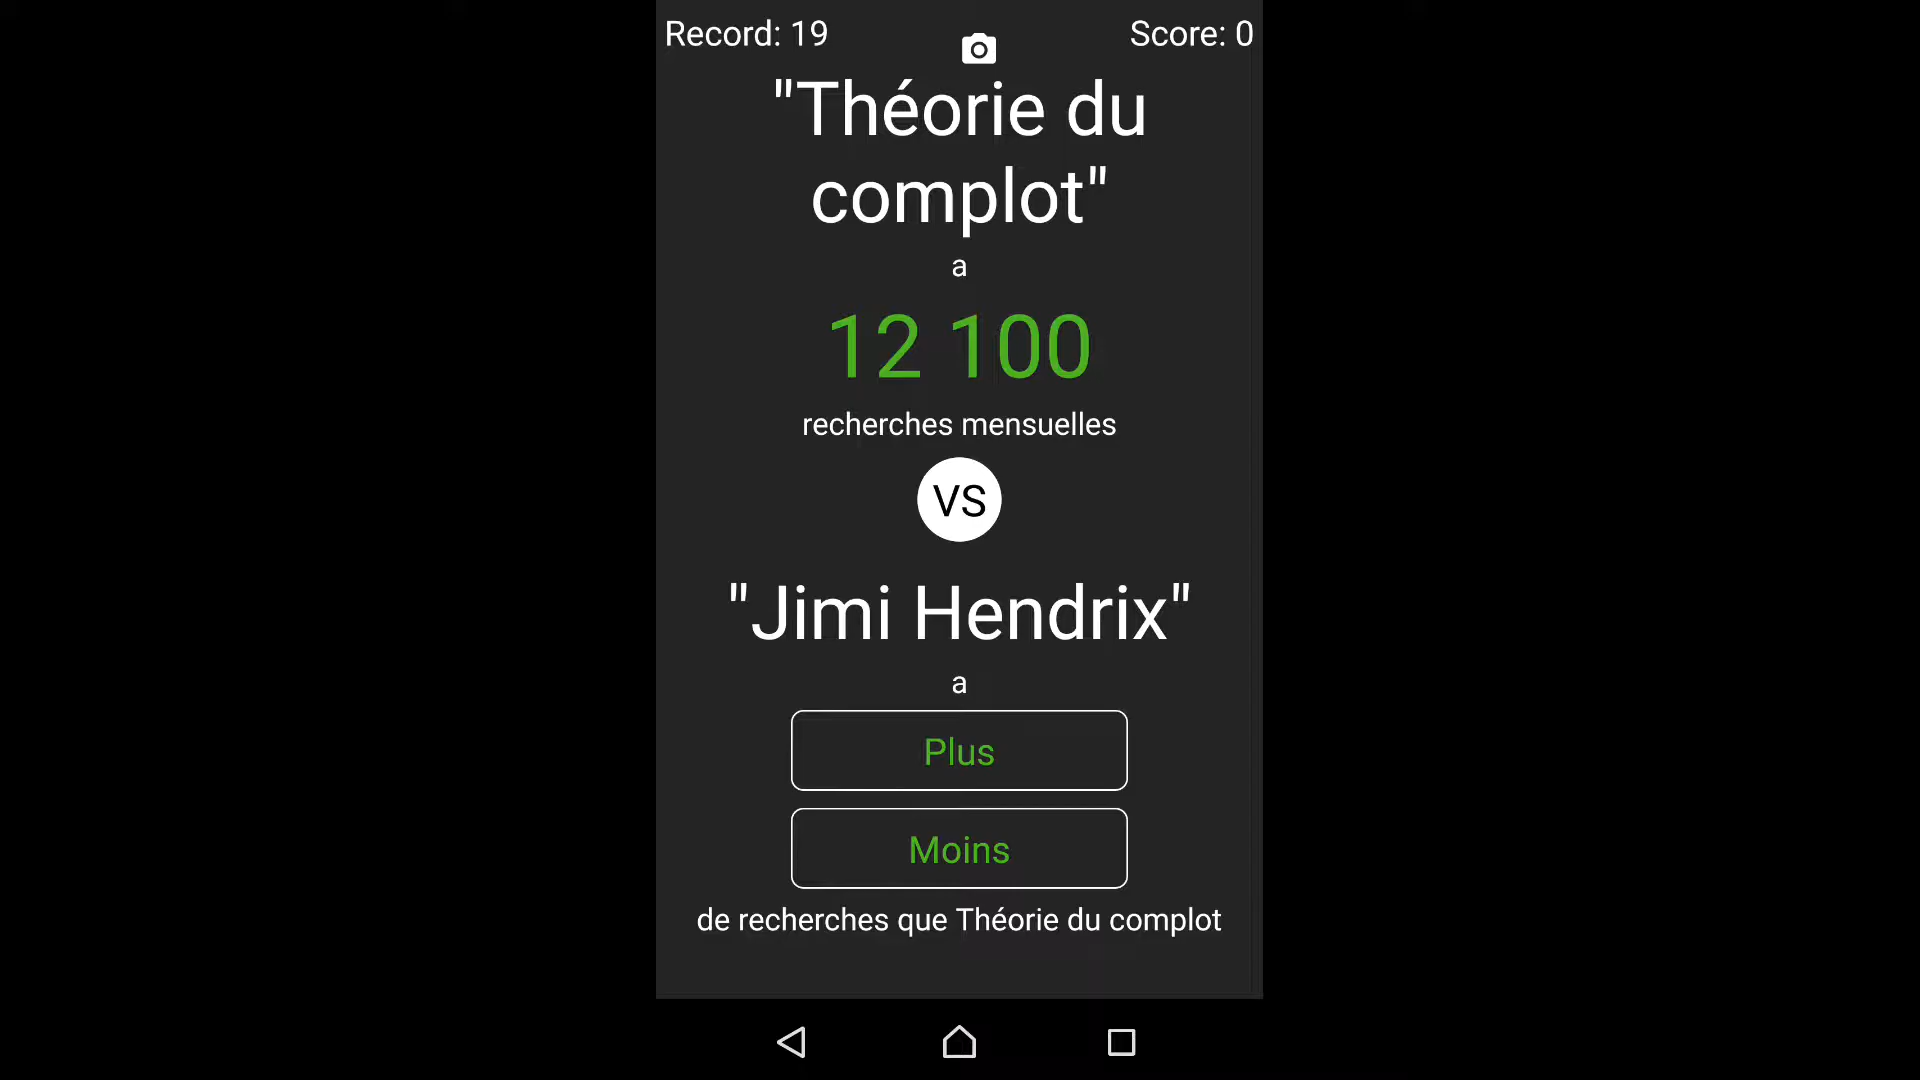 Record: 19
Score: 0
"Théorie du
complot"
a
12 100
recherches mensuelles
VS
"Jimi Hendrix"
a
Plus
Moins
de recherches que Théorie du complot